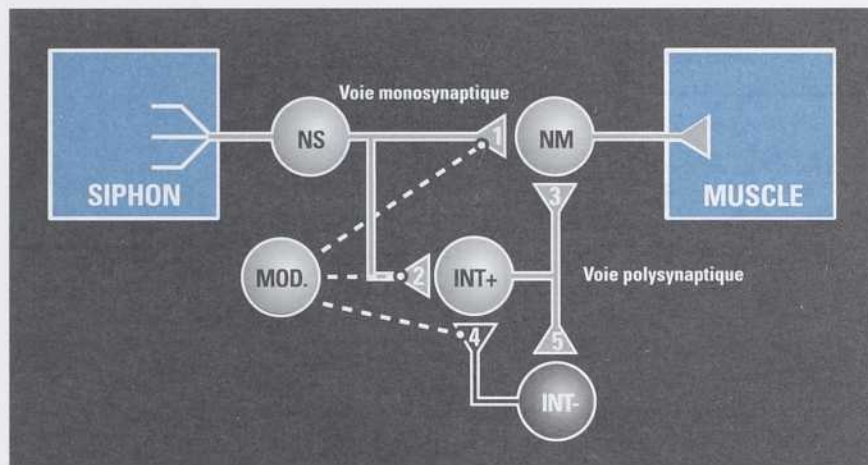 Voie monosynaptique
NS
1
NM
SIPHON
MUSCLE
3
MOD.
2
INT+
Voie polysynaptique
4
5
INT-